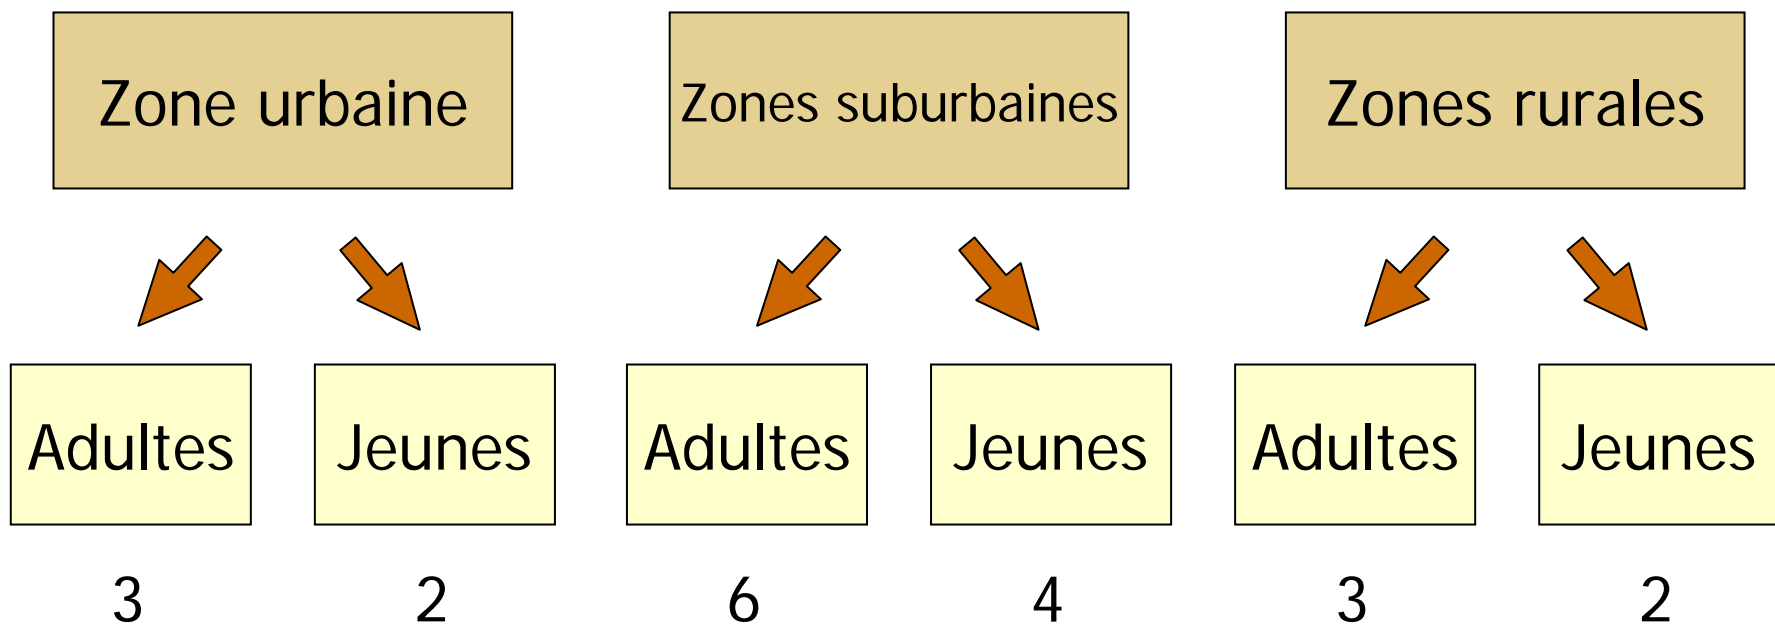 Zone urbaine
Zones suburbaines
Zones rurales
Adultes
Jeunes
Adultes
Jeunes
Adultes
Jeunes
3
2
6
4
3
2